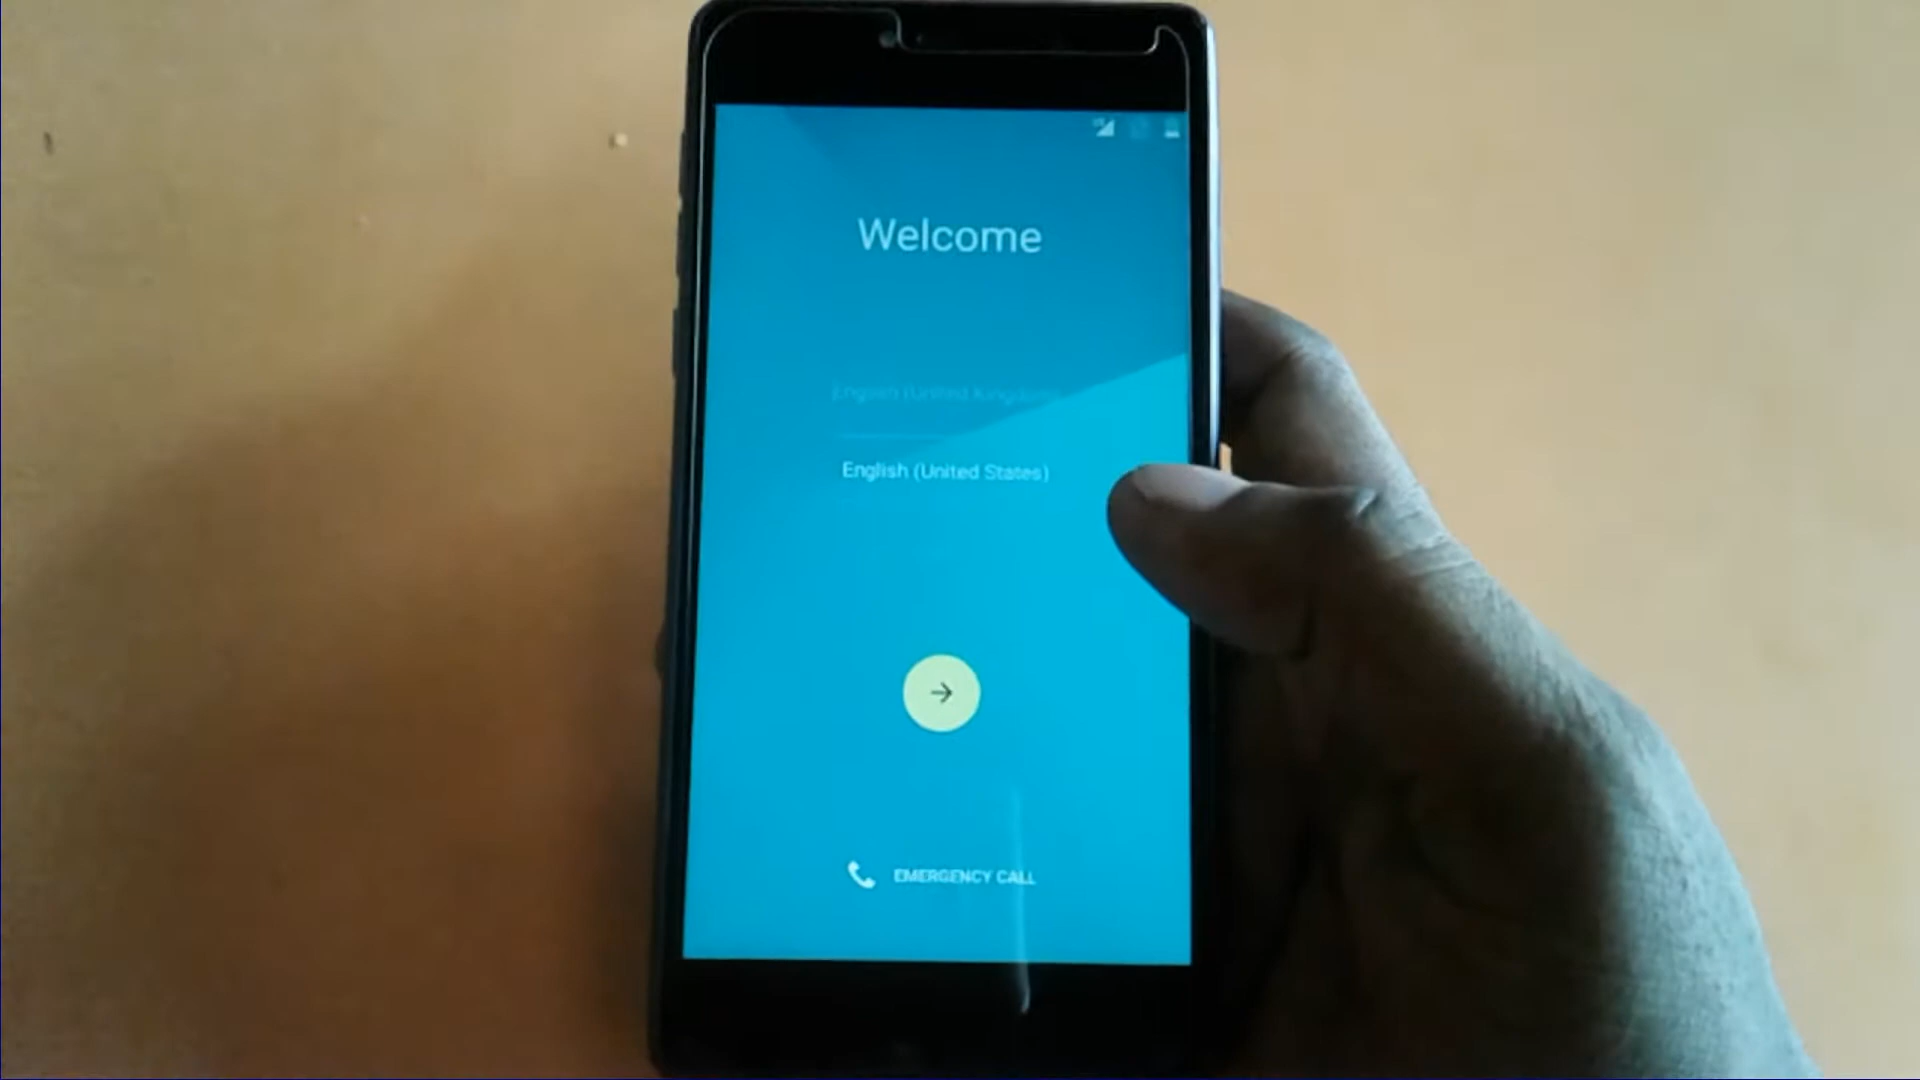 Welcome
English (United Kingdom)
English (United States)
EMERGENCY CALL